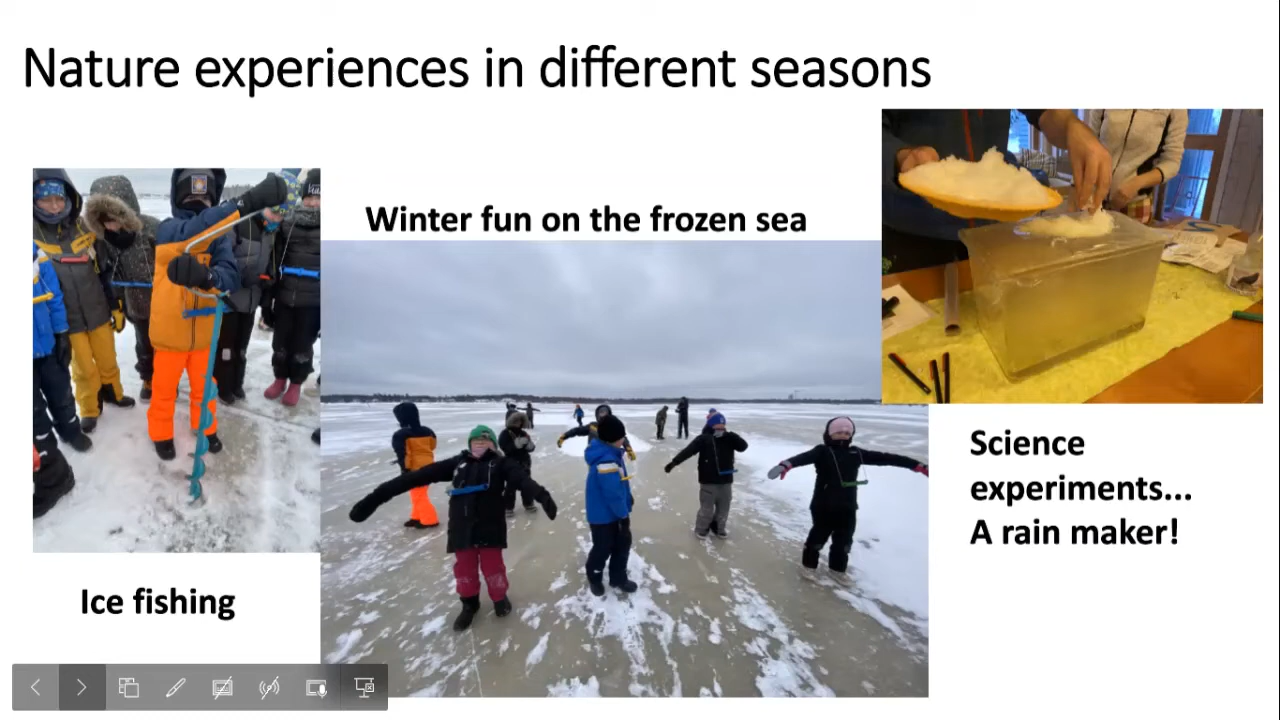 Nature experiences in different seasons
Winter fun on the frozen sea
Science
experiments...
A rain maker!
Ice fishing